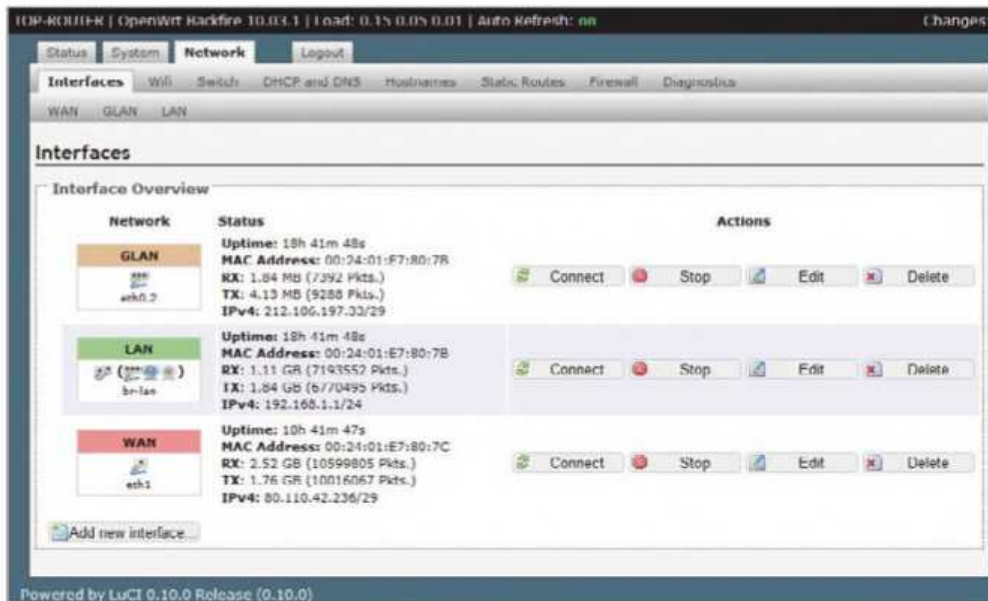 TOP-ROUTER | OpenWrt Backfire 10.03.1 | Load: 0.15 0.05 0.01 | Auto Refresh: on Changes:
Status System Network Logout
Interfaces Wifi Switch DHCP and DNS Hostnames Static Routes Firewall Diagnostics
WAN GLAN LAN
Interfaces
Interface Overview
Network Status Actions
GLAN
eth0.2
Uptime: 18h 41m 48s
MAC Address: 00:24:01:E7:80:7B
RX: 1.84 MB (7392 Pkts.)
TX: 4.13 MB (9288 Pkts.)
IPv4: 212.106.197.33/29
Connect Stop Edit Delete
LAN
br-lan
Uptime: 18h 41m 48s
MAC Address: 00:24:01:E7:80:7B
RX: 1.11 GB (7193552 Pkts.)
TX: 1.84 GB (6770495 Pkts.)
IPv4: 192.168.1.1/24
Connect Stop Edit Delete
WAN
eth1
Uptime: 18h 41m 47s
MAC Address: 00:24:01:E7:80:7C
RX: 2.52 GB (10599805 Pkts.)
TX: 1.76 GB (10016067 Pkts.)
IPv4: 80.110.42.236/29
Connect Stop Edit Delete
Add new interface...
Powered by LuCI 0.10.0 Release (0.10.0)